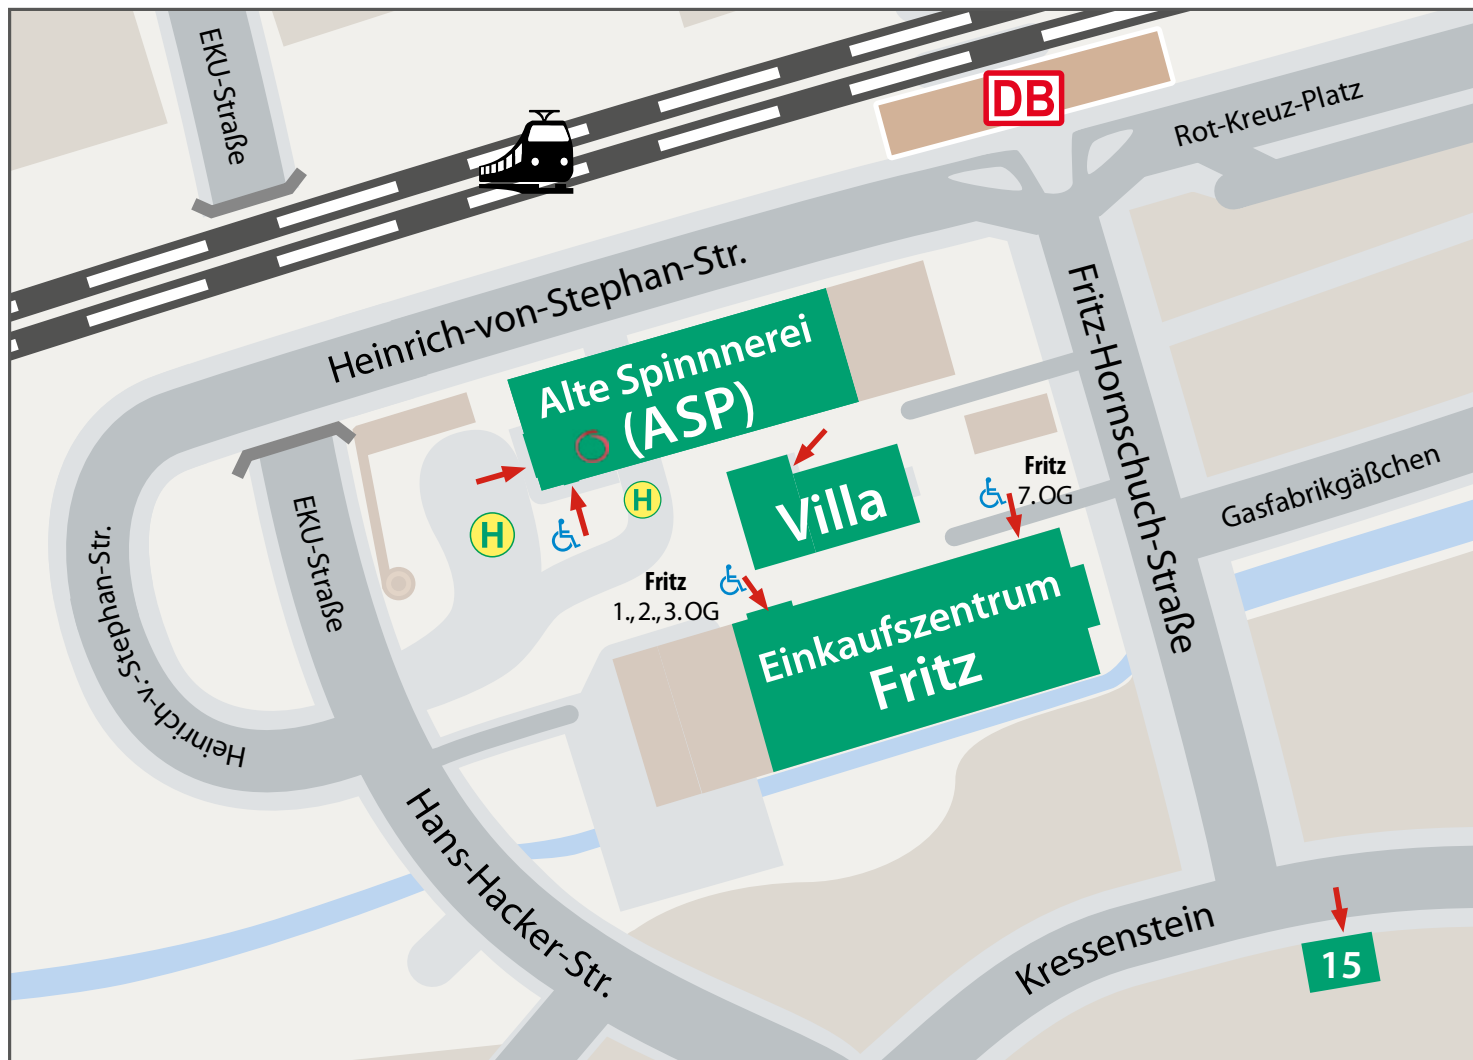 EKU-Straße
DB
Rot-Kreuz-Platz
Heinrich-von-Stephan-Str.
Fritz-Hornschuch-Straße
Alte Spinnnerei
(ASP)
Fritz
7. OG
Gasfabrikgäßchen
Villa
H
H
EKU-Straße
Heinrich-v.-Stephan-Str.
Fritz
1., 2., 3. OG
Einkaufszentrum
Fritz
Hans-Hacker-Str.
Kressenstein
15